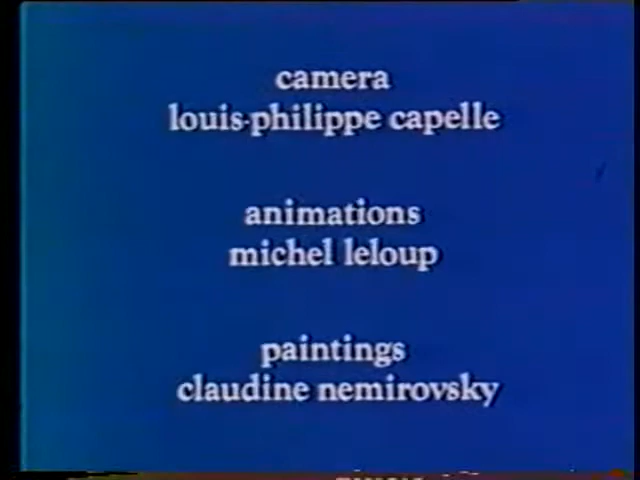 camera
louis-philippe capelle
animations
michel leloup
paintings
claudine nemirovsky